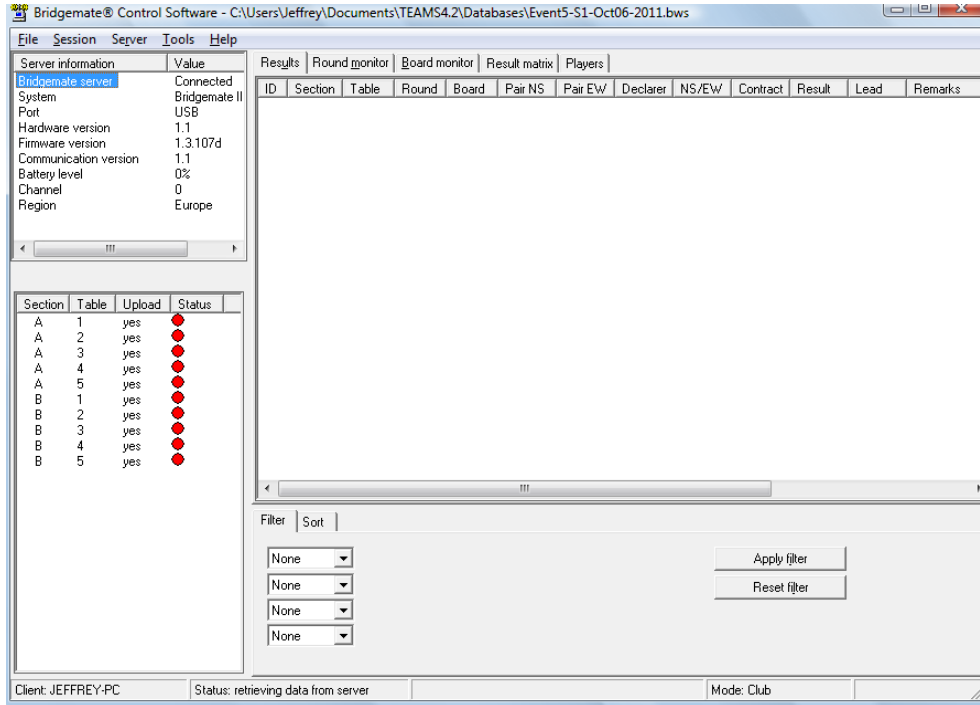 Bridgemate® Control Software - C:\Users\Jeffrey\Documents\TEAMS4.2\Databases\Event5-S1-Oct06-2011.bws
File Session Server Tools Help
Server information Value
Bridgemate server Connected
System Bridgemate II
Port USB
Hardware version 1.1
Firmware version 1.3.107d
Communication version 1.1
Battery level 0%
Channel 0
Region Europe
Section Table Upload Status
A 1 yes
A 2 yes
A 3 yes
A 4 yes
A 5 yes
B 1 yes
B 2 yes
B 3 yes
B 4 yes
B 5 yes
Results Round monitor Board monitor Result matrix Players
ID Section Table Round Board Pair NS Pair EW Declarer NS/EW Contract Result Lead Remarks
Filter Sort
None Apply filter
None Reset filter
None
None
Client: JEFFREY-PC Status: retrieving data from server Mode: Club